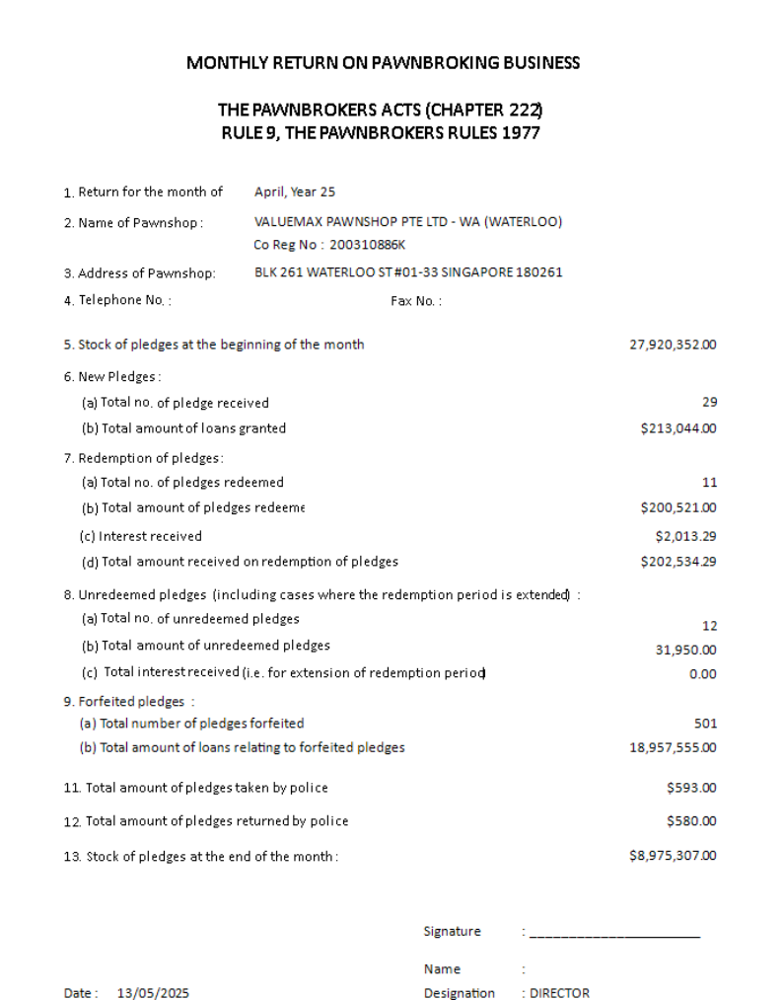 MONTHLY RETURN ON PAWNBROKING BUSINESS
THE PAWNBROKERS ACTS (CHAPTER 222)
RULE 9, THE PAWNBROKERS RULES 1977
1. Return for the month of April, Year 25
2. Name of Pawnshop : VALUEMAX PAWNSHOP PTE LTD - WA (WATERLOO)
Co Reg No : 200310886K
3. Address of Pawnshop: BLK 261 WATERLOO ST #01-33 SINGAPORE 180261
4. Telephone No. : Fax No. :
5. Stock of pledges at the beginning of the month 27,920,352.00
6. New Pledges :
(a) Total no. of pledge received 29
(b) Total amount of loans granted $213,044.00
7. Redemption of pledges:
(a) Total no. of pledges redeemed 11
(b) Total amount of pledges redeeme $200,521.00
(c) Interest received $2,013.29
(d) Total amount received on redemption of pledges $202,534.29
8. Unredeemed pledges (including cases where the redemption period is extended) :
(a) Total no. of unredeemed pledges 12
(b) Total amount of unredeemed pledges 31,950.00
(c) Total interest received (i.e. for extension of redemption period) 0.00
9. Forfeited pledges :
(a) Total number of pledges forfeited 501
(b) Total amount of loans relating to forfeited pledges 18,957,555.00
11. Total amount of pledges taken by police $593.00
12. Total amount of pledges returned by police $580.00
13. Stock of pledges at the end of the month : $8,975,307.00
Signature : ______________________
Name :
Date : 13/05/2025 Designation : DIRECTOR